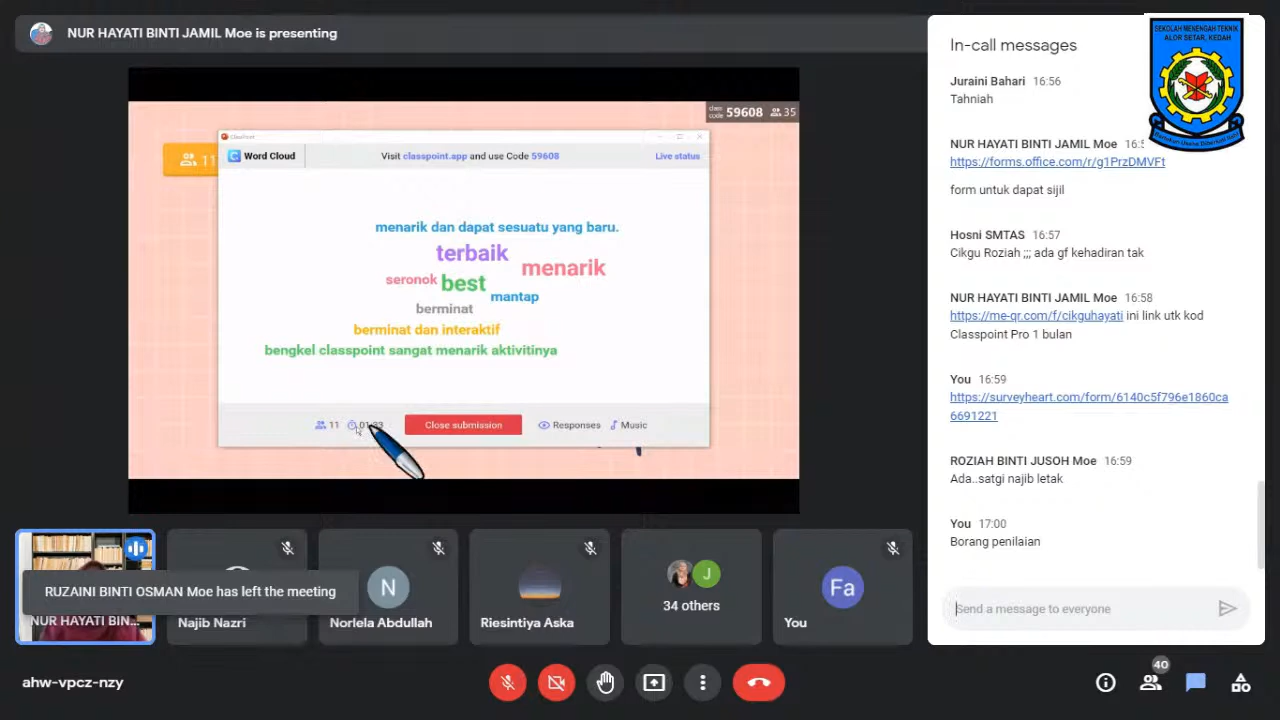 NUR HAYATI BINTI JAMIL Moe is presenting
class code 59608 35
11
ClassPoint
Word Cloud
Visit classpoint.app and use Code 59608
Live status
menarik dan dapat sesuatu yang baru.
terbaik
menarik
seronok
best
mantap
berminat
berminat dan interaktif
bengkel classpoint sangat menarik aktivitinya
11
Close submission
Responses
Music
RUZAINI BINTI OSMAN Moe has left the meeting
NUR HAYATI BIN...
Najib Nazri
N
Norlela Abdullah
Riesintiya Aska
J
34 others
Fa
You
ahw-vpcz-nzy
40
In-call messages
SEKOLAH MENENGAH TEKNIK
ALOR SETAR, KEDAH
Juraini Bahari 16:56
Tahniah
NUR HAYATI BINTI JAMIL Moe
https://forms.office.com/r/g1PrzDMVFt
form untuk dapat sijil
Hosni SMTAS 16:57
Cikgu Roziah ;;; ada gf kehadiran tak
NUR HAYATI BINTI JAMIL Moe 16:58
https://me-qr.com/f/cikguhayati ini link utk kod
Classpoint Pro 1 bulan
You 16:59
https://surveyheart.com/form/6140c5f796e1860ca
6691221
ROZIAH BINTI JUSOH Moe 16:59
Ada..satgi najib letak
You 17:00
Borang penilaian
Send a message to everyone